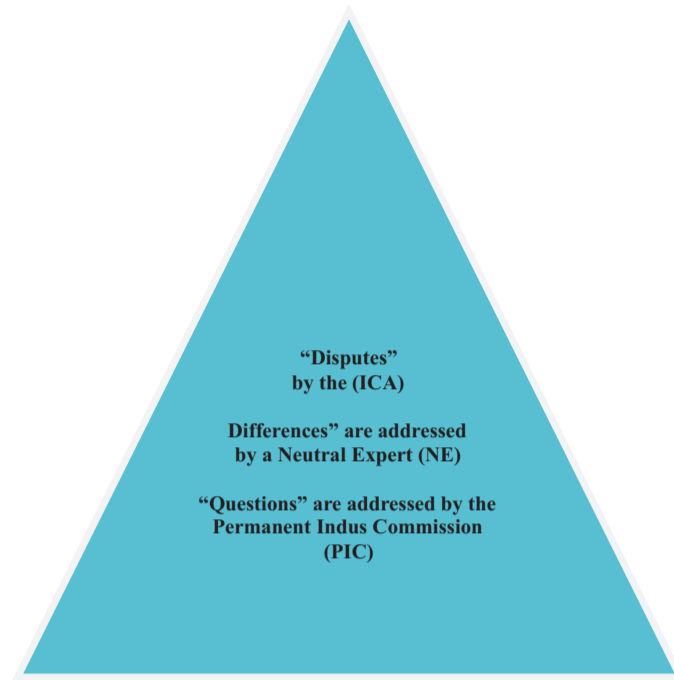 “Disputes”
by the (ICA)
Differences” are addressed
by a Neutral Expert (NE)
“Questions” are addressed by the
Permanent Indus Commission
(PIC)